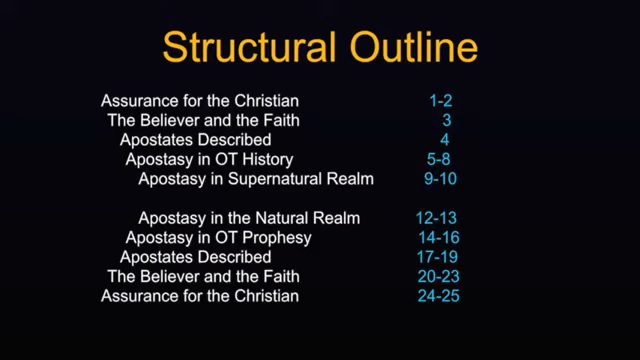 Structural Outline
Assurance for the Christian 1-2
The Believer and the Faith 3
Apostates Described 4
Apostasy in OT History 5-8
Apostasy in Supernatural Realm 9-10
Apostasy in the Natural Realm 12-13
Apostasy in OT Prophesy 14-16
Apostates Described 17-19
The Believer and the Faith 20-23
Assurance for the Christian 24-25